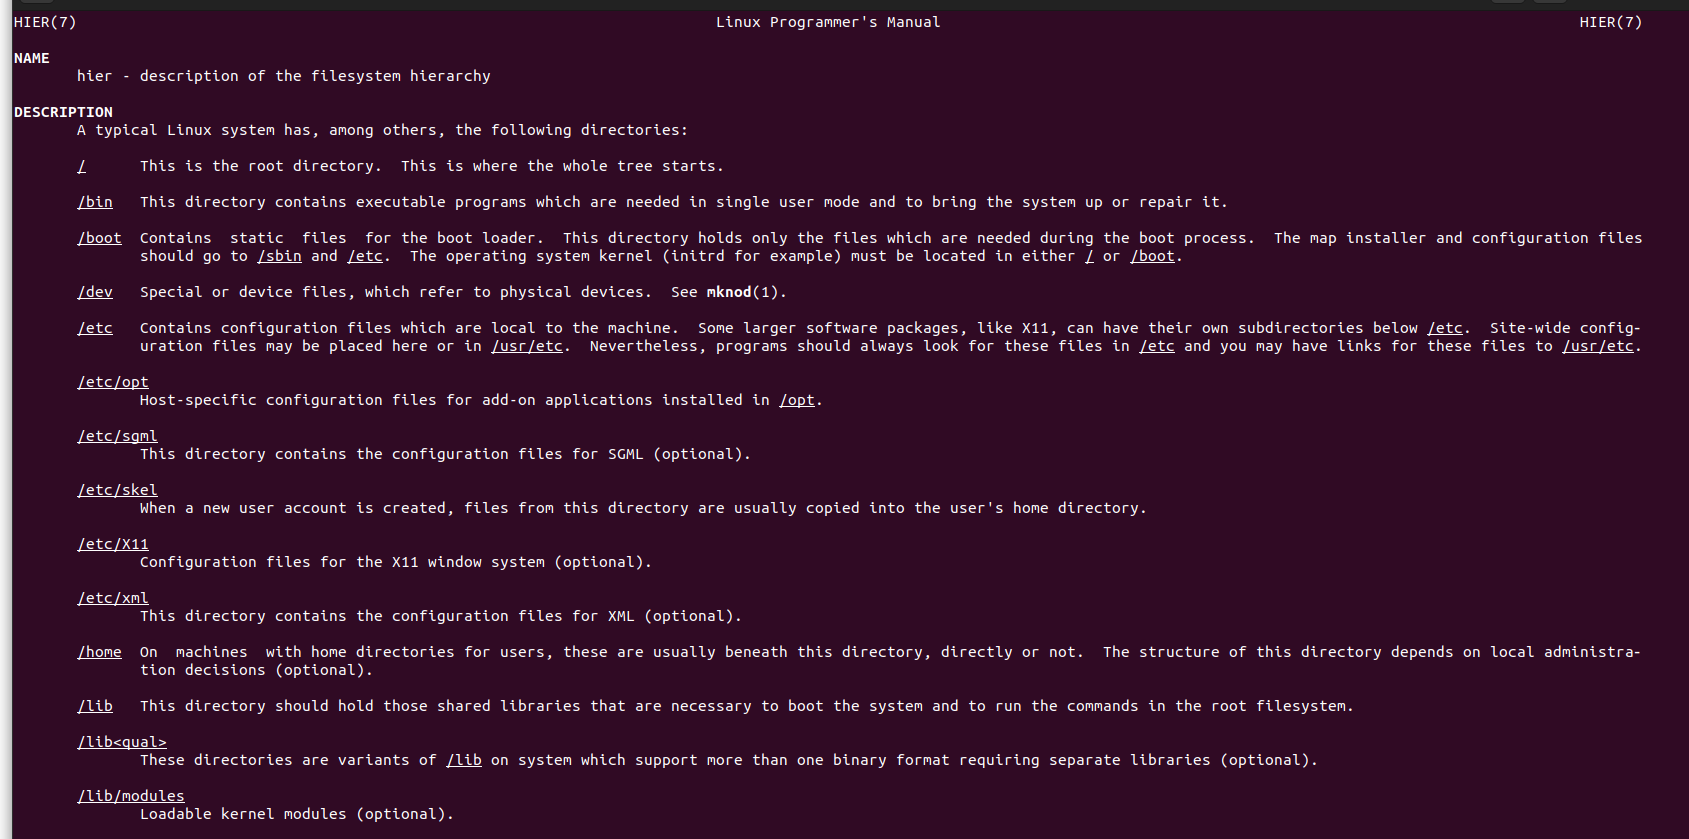 HIER(7) Linux Programmer's Manual HIER(7)
NAME
hier - description of the filesystem hierarchy
DESCRIPTION
A typical Linux system has, among others, the following directories:
/ This is the root directory. This is where the whole tree starts.
/bin This directory contains executable programs which are needed in single user mode and to bring the system up or repair it.
/boot Contains static files for the boot loader. This directory holds only the files which are needed during the boot process. The map installer and configuration files
should go to /sbin and /etc. The operating system kernel (initrd for example) must be located in either / or /boot.
/dev Special or device files, which refer to physical devices. See mknod(1).
/etc Contains configuration files which are local to the machine. Some larger software packages, like X11, can have their own subdirectories below /etc. Site-wide config-
uration files may be placed here or in /usr/etc. Nevertheless, programs should always look for these files in /etc and you may have links for these files to /usr/etc.
/etc/opt
Host-specific configuration files for add-on applications installed in /opt.
/etc/sgml
This directory contains the configuration files for SGML (optional).
/etc/skel
When a new user account is created, files from this directory are usually copied into the user's home directory.
/etc/X11
Configuration files for the X11 window system (optional).
/etc/xml
This directory contains the configuration files for XML (optional).
/home On machines with home directories for users, these are usually beneath this directory, directly or not. The structure of this directory depends on local administra-
tion decisions (optional).
/lib This directory should hold those shared libraries that are necessary to boot the system and to run the commands in the root filesystem.
/lib<qual>
These directories are variants of /lib on system which support more than one binary format requiring separate libraries (optional).
/lib/modules
Loadable kernel modules (optional).